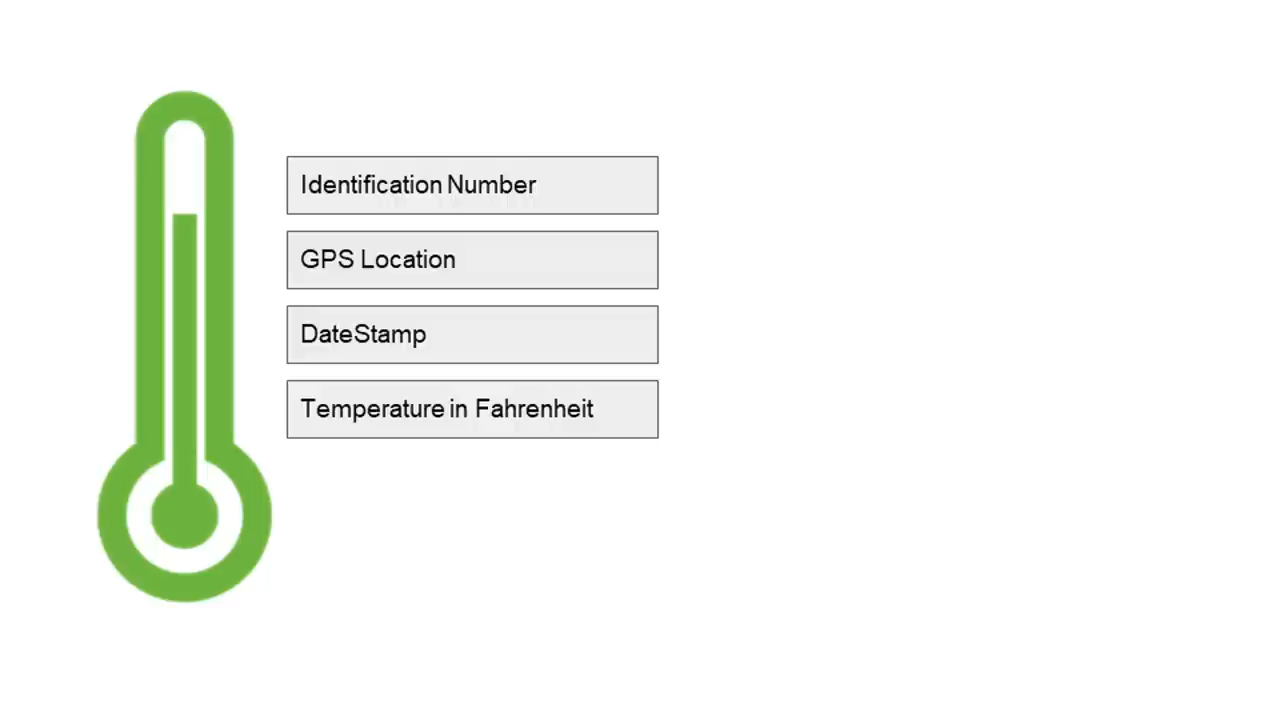 Identification Number
GPS Location
DateStamp
Temperature in Fahrenheit